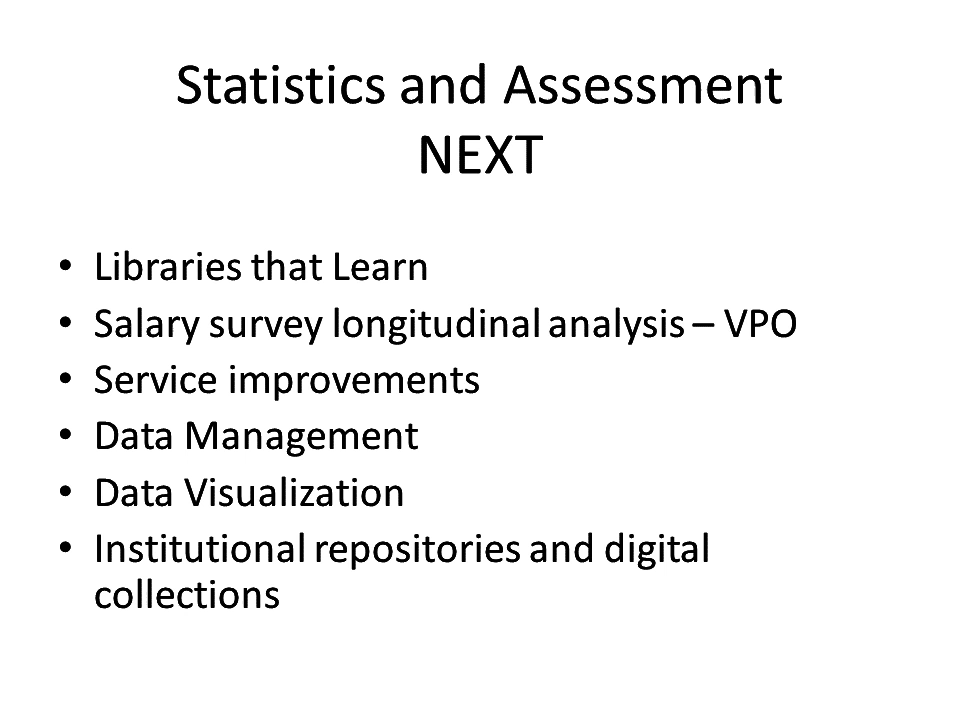 Statistics and Assessment
NEXT
• Libraries that Learn
• Salary survey longitudinal analysis – VPO
• Service improvements
• Data Management
• Data Visualization
• Institutional repositories and digital
collections